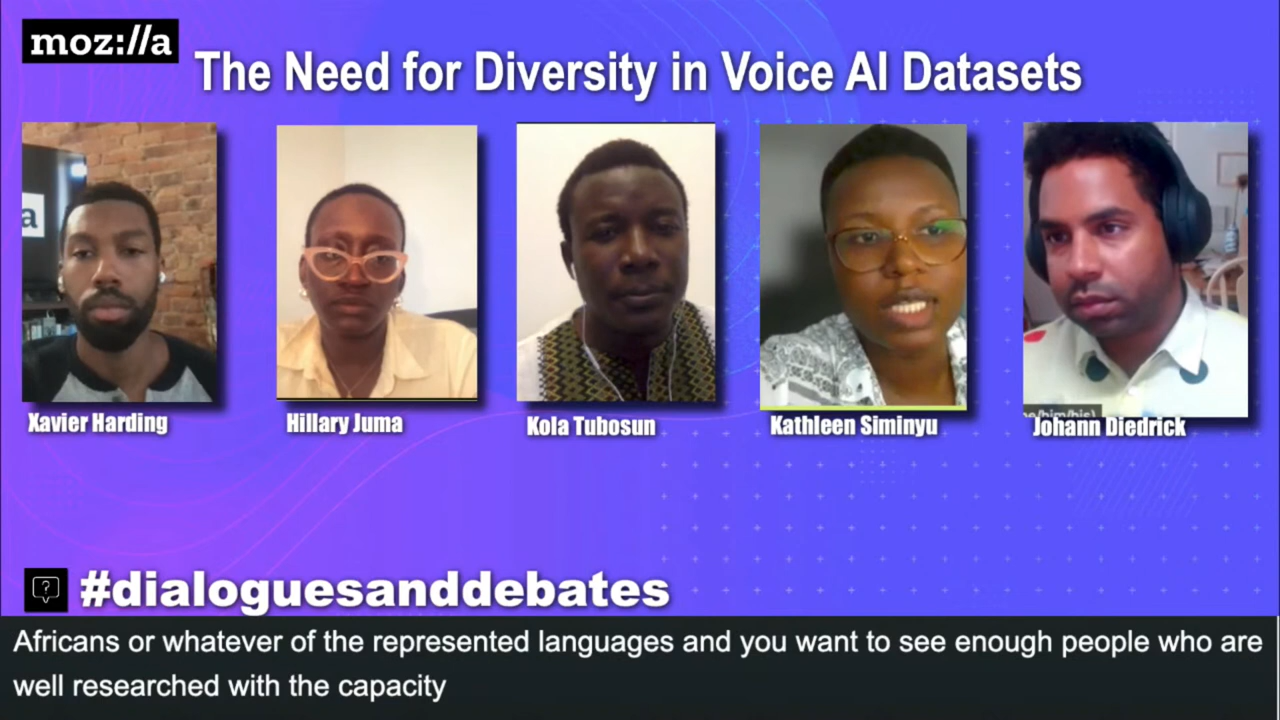 moz://a
The Need for Diversity in Voice AI Datasets
a
Xavier Harding
Hillary Juma
Kola Tubosun
Kathleen Siminyu
Johann Diedrick
#dialoguesanddebates
Africans or whatever of the represented languages and you want to see enough people who are
well researched with the capacity